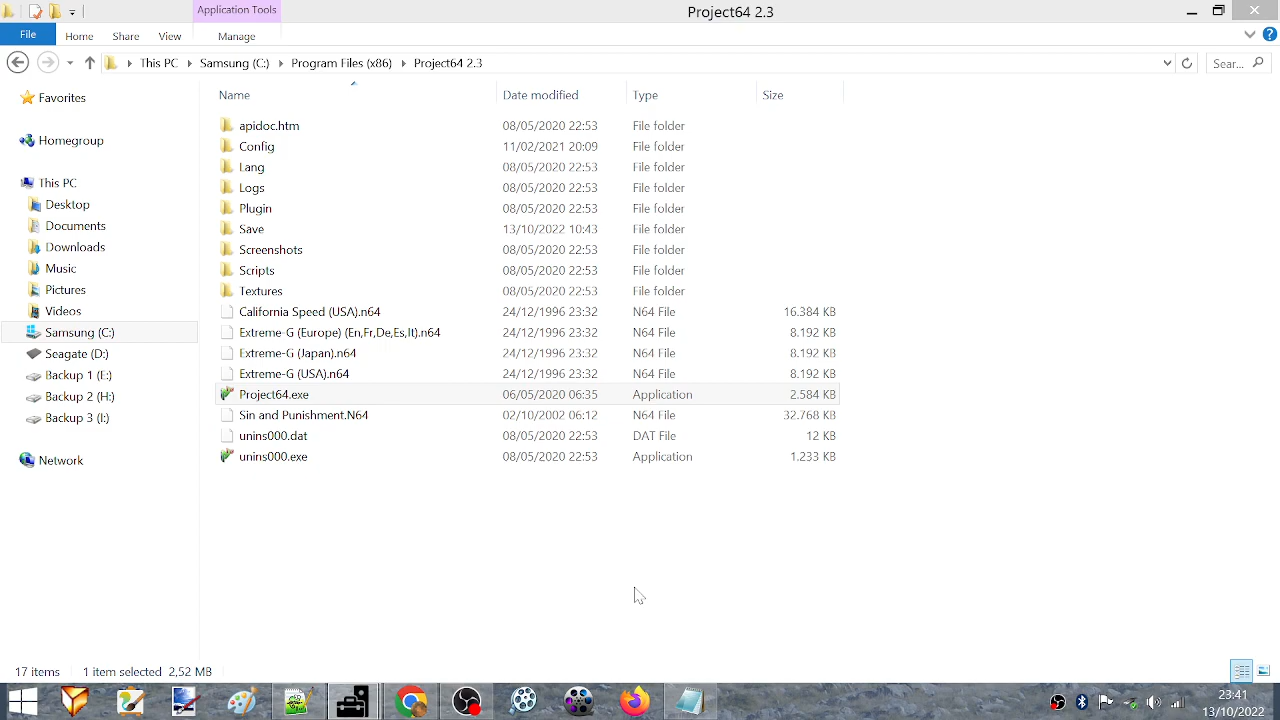 Application Tools
Project64 2.3
File Home Share View Manage
This PC Samsung (C:) Program Files (x86) Project64 2.3 Sear...
Name Date modified Type Size
Favorites
Homegroup
This PC
Desktop
Documents
Downloads
Music
Pictures
Videos
Samsung (C:)
Seagate (D:)
Backup 1 (E:)
Backup 2 (H:)
Backup 3 (I:)
Network
apidoc.htm 08/05/2020 22:53 File folder
Config 11/02/2021 20:09 File folder
Lang 08/05/2020 22:53 File folder
Logs 08/05/2020 22:53 File folder
Plugin 08/05/2020 22:53 File folder
Save 13/10/2022 10:43 File folder
Screenshots 08/05/2020 22:53 File folder
Scripts 08/05/2020 22:53 File folder
Textures 08/05/2020 22:53 File folder
California Speed (USA).n64 24/12/1996 23:32 N64 File 16.384 KB
Extreme-G (Europe) (En,Fr,De,Es,It).n64 24/12/1996 23:32 N64 File 8.192 KB
Extreme-G (Japan).n64 24/12/1996 23:32 N64 File 8.192 KB
Extreme-G (USA).n64 24/12/1996 23:32 N64 File 8.192 KB
Project64.exe 06/05/2020 06:35 Application 2.584 KB
Sin and Punishment.N64 02/10/2002 06:12 N64 File 32.768 KB
unins000.dat 08/05/2020 22:53 DAT File 12 KB
unins000.exe 08/05/2020 22:53 Application 1.233 KB
17 items 1 item selected 2,52 MB
23:41
13/10/2022